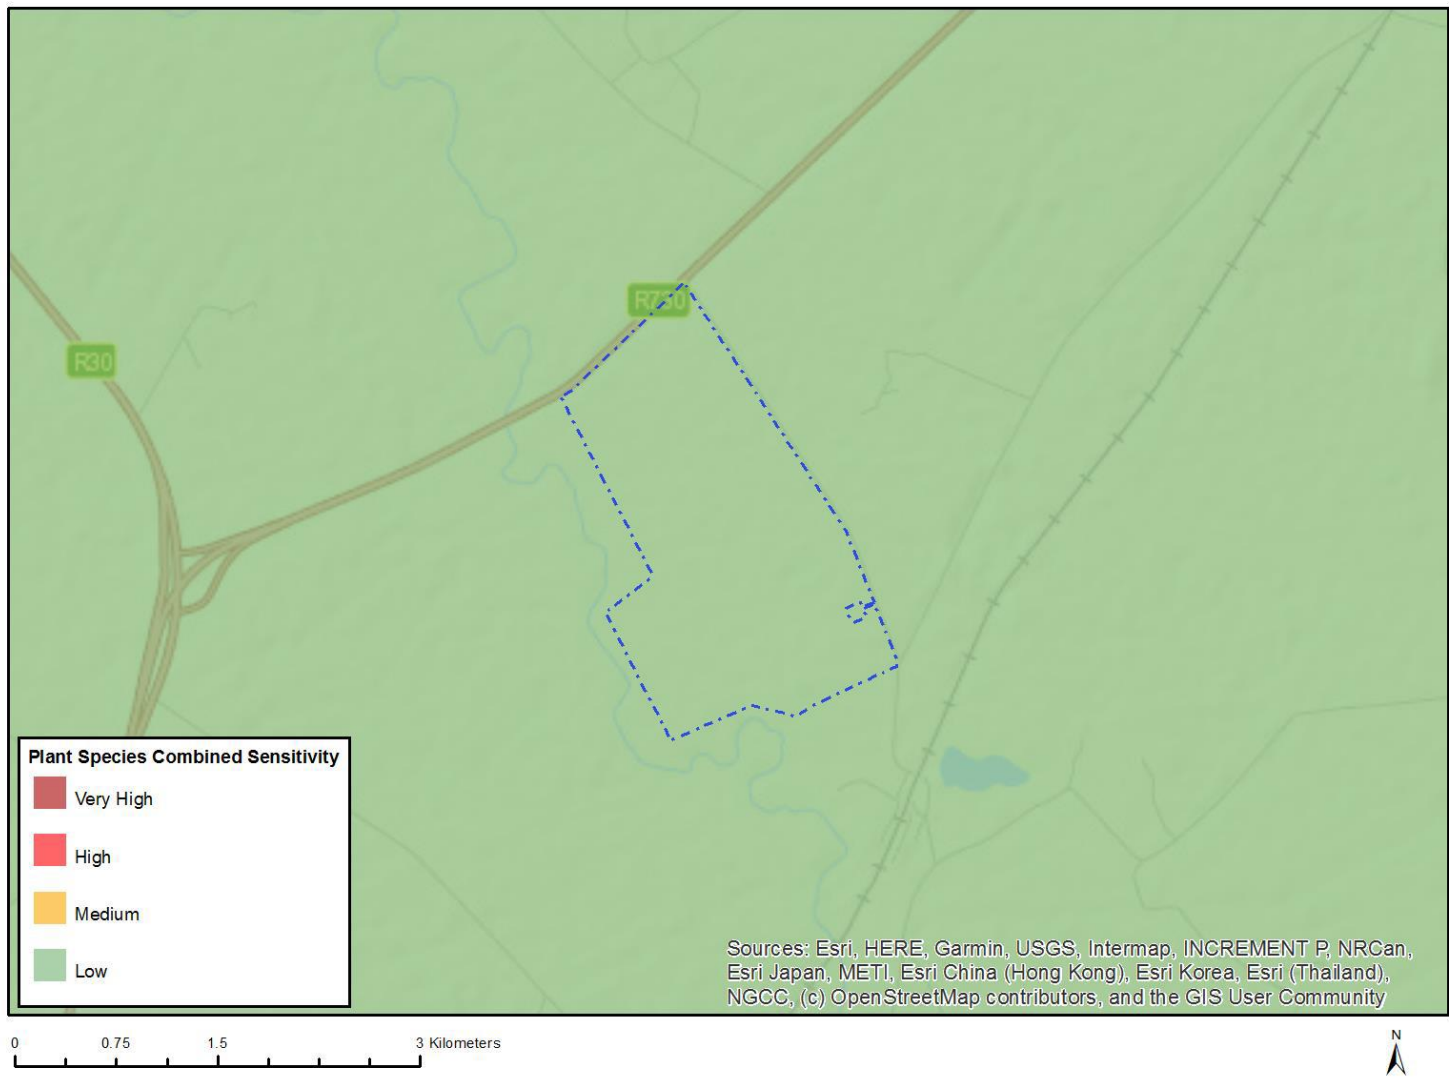 R730
R30
Plant Species Combined Sensitivity
Very High
High
Medium
Low
Sources: Esri, HERE, Garmin, USGS, Intermap, INCREMENT P, NRCan,
Esri Japan, METI, Esri China (Hong Kong), Esri Korea, Esri (Thailand),
NGCC, (c) OpenStreetMap contributors, and the GIS User Community
0 0.75 1.5 3 Kilometers
N